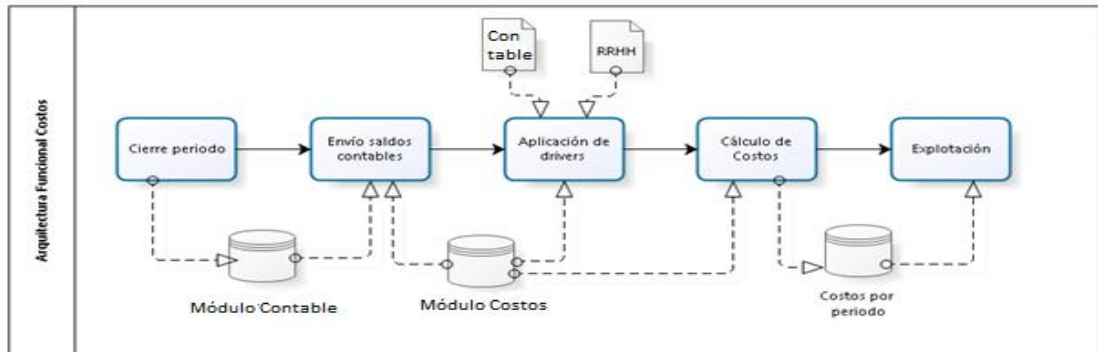 Arquitectura Funcional Costos
Con
table
RRHH
Cierre periodo
Envío saldos
contables
Aplicación de
drivers
Cálculo de
Costos
Explotación
Módulo Contable
Módulo Costos
Costos por
periodo